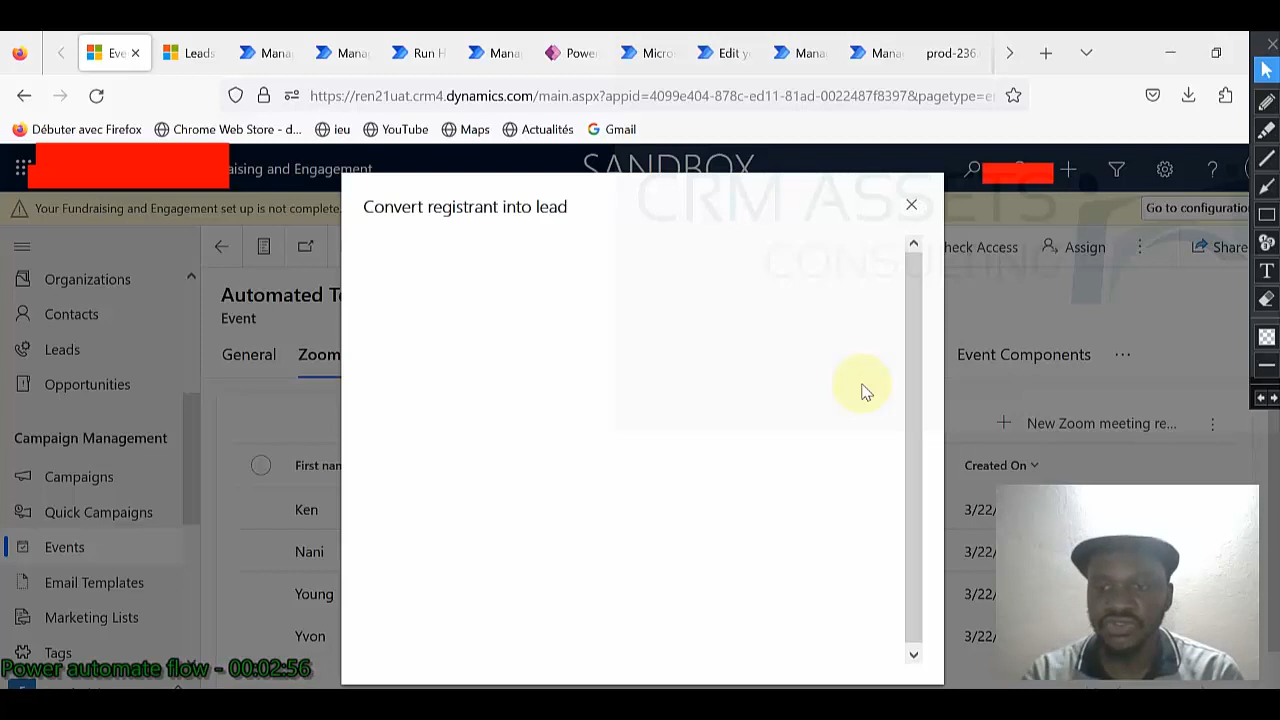 Eve
Leads
Manag
Mana
Run H
Mana
Power
Micro
Edit y
Mana
Mana
prod-236
https://ren21uat.crm4.dynamics.com/main.aspx?appid=4099e404-878c-ed11-81ad-0022487f8397&pagetype=e
Débuter avec Firefox
Chrome Web Store - d...
ieu
YouTube
Maps
Actualités
Gmail
aising and Engagement
SANDBOX
CRM ASSETS
CONSULTING
Your Fundraising and Engagement set up is not complete.
Go to configuratio
Convert registrant into lead
heck Access
Assign
Share
Organizations
Contacts
Leads
Opportunities
Campaign Management
Campaigns
Quick Campaigns
Events
Email Templates
Marketing Lists
Tags
Automated Te
Event
General
Zoom
Event Components
New Zoom meeting re...
First nam
Created On
Ken
3/22/
Nani
3/22/
Young
3/22/
Yvon
3/22/
Power automate flow - 00:02:56